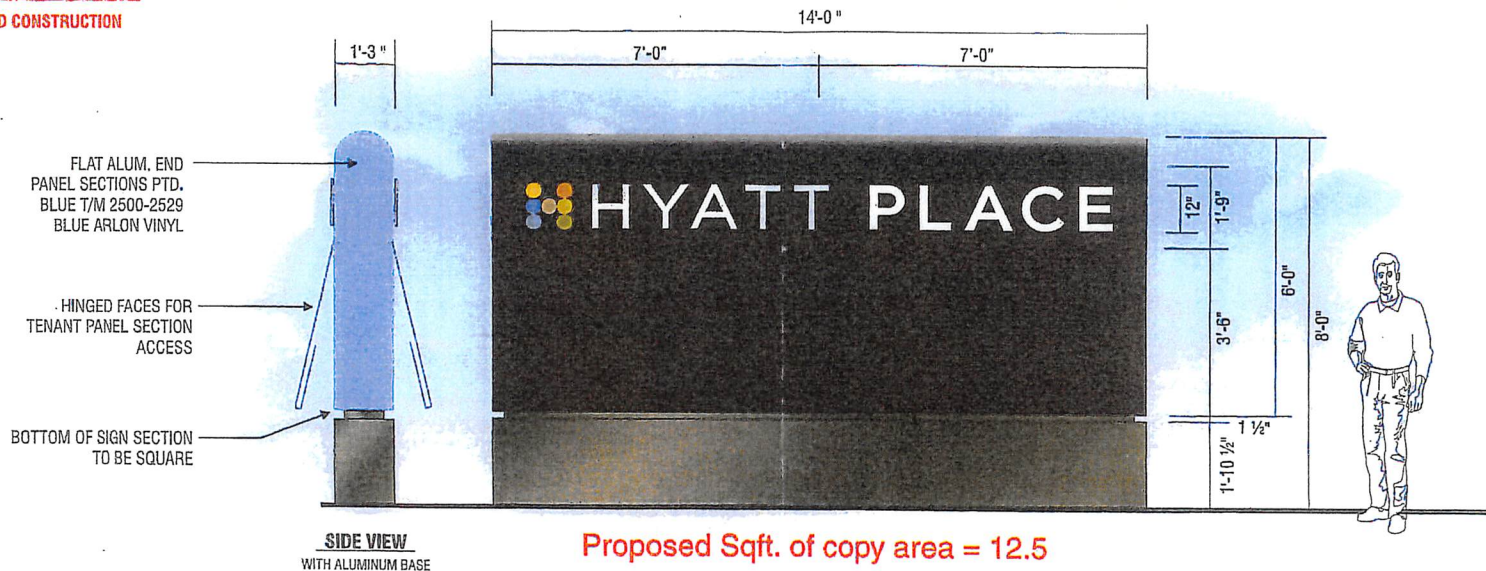 D CONSTRUCTION
14'-0"
1'-3"
7'-0"
7'-0"
FLAT ALUM. END
PANEL SECTIONS PTD.
BLUE T/M 2500-2529
BLUE ARLON VINYL
HYATT PLACE
12"
1'-9"
6'-0"
8'-0"
HINGED FACES FOR
TENANT PANEL SECTION
ACCESS
3'-6"
BOTTOM OF SIGN SECTION
TO BE SQUARE
1 ½"
1'-10 ½"
SIDE VIEW
WITH ALUMINUM BASE
Proposed Sqft. of copy area = 12.5